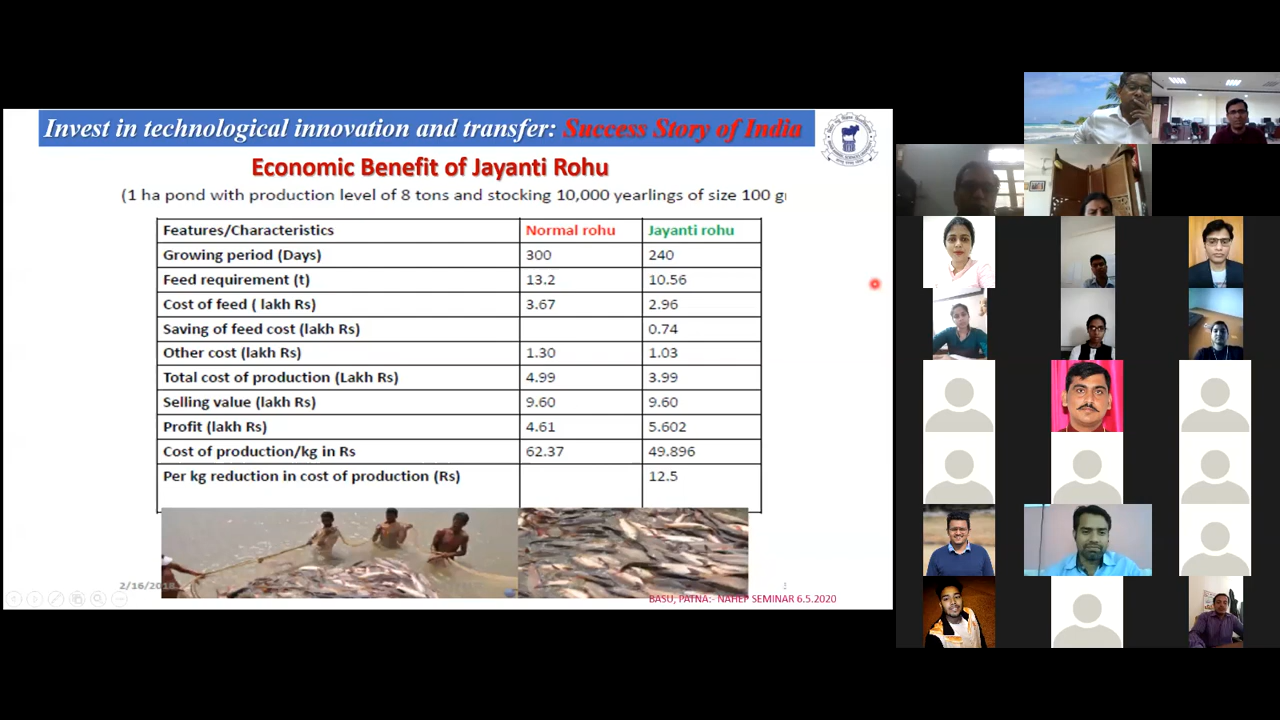 Invest in technological innovation and transfer: Success Story of India
Economic Benefit of Jayanti Rohu
(1 ha pond with production level of 8 tons and stocking 10,000 yearlings of size 100 gr
Features/Characteristics Normal rohu Jayanti rohu
Growing period (Days) 300 240
Feed requirement (t) 13.2 10.56
Cost of feed ( lakh Rs) 3.67 2.96
Saving of feed cost (lakh Rs) 0.74
Other cost (lakh Rs) 1.30 1.03
Total cost of production (Lakh Rs) 4.99 3.99
Selling value (lakh Rs) 9.60 9.60
Profit (lakh Rs) 4.61 5.602
Cost of production/kg in Rs 62.37 49.896
Per kg reduction in cost of production (Rs) 12.5
BASU, PATNA:- NAHEP SEMINAR 6.5.2020